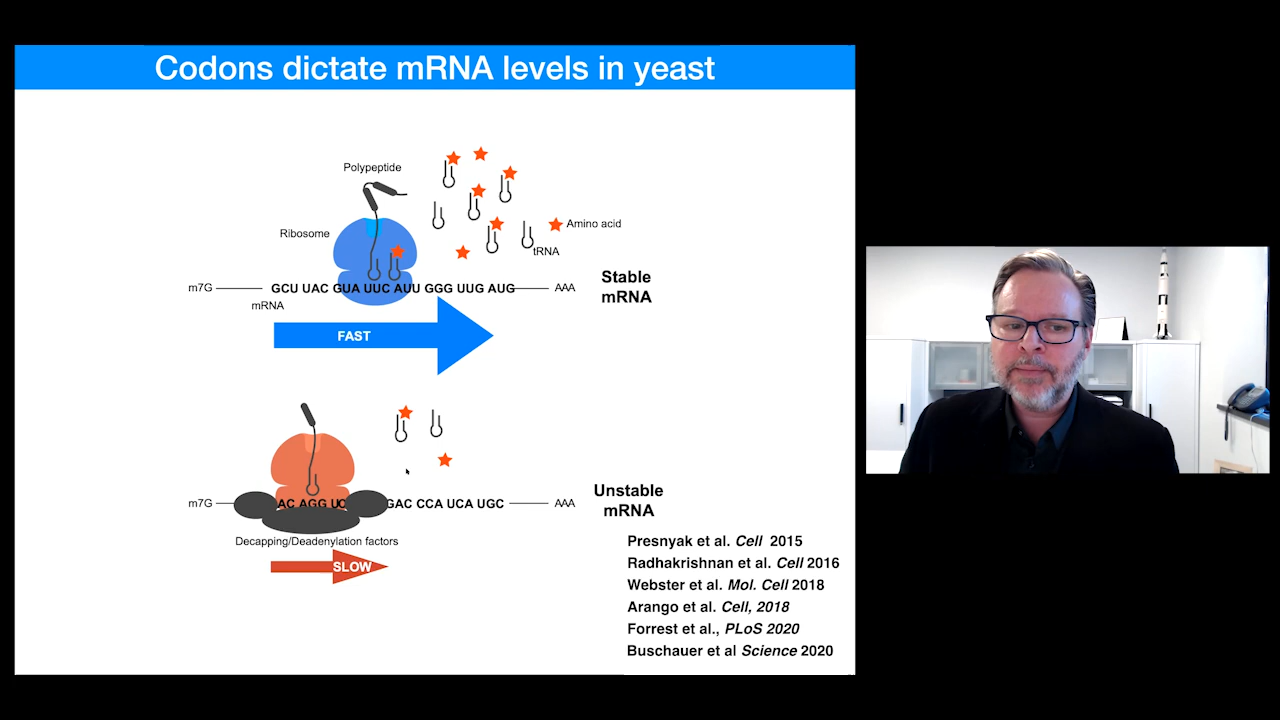 Codons dictate mRNA levels in yeast
Polypeptide
Ribosome
Amino acid
tRNA
m7G
GCU UAC GUA UUC AUU GGG UUG AUG
AAA
mRNA
Stable
mRNA
FAST
m7G
AC AGG UC
GAC CCA UCA UGC
AAA
Unstable
mRNA
Decapping/Deadenylation factors
SLOW
Presnyak et al. Cell 2015
Radhakrishnan et al. Cell 2016
Webster et al. Mol. Cell 2018
Arango et al. Cell, 2018
Forrest et al., PLoS 2020
Buschauer et al Science 2020